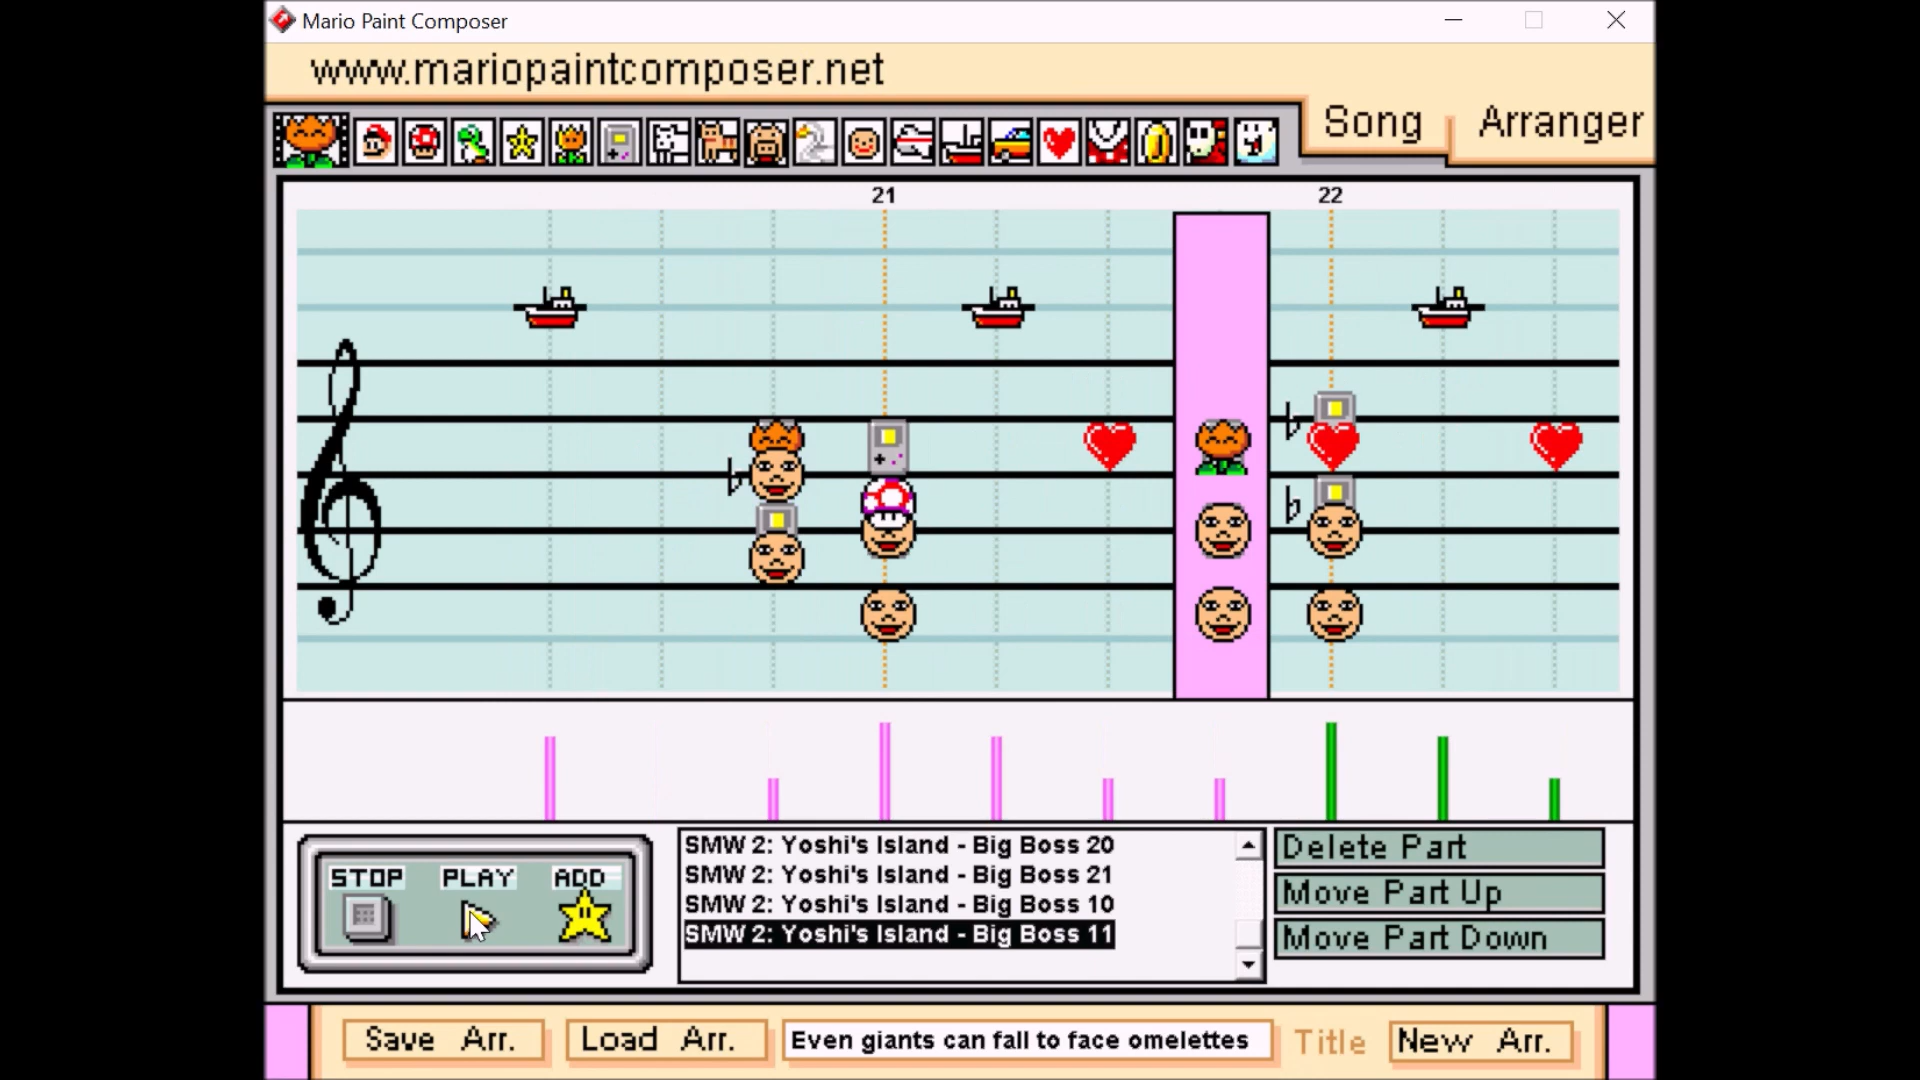 Mario Paint Composer
www.mariopaintcomposer.net
Song
Arranger
21
22
STOP
PLAY
ADD
SMW 2: Yoshi's Island - Big Boss 20
SMW 2: Yoshi's Island - Big Boss 21
SMW 2: Yoshi's Island - Big Boss 10
SMW 2: Yoshi's Island - Big Boss 11
Delete Part
Move Part Up
Move Part Down
Save Arr.
Load Arr.
Even giants can fall to face omelettes
Title
New Arr.